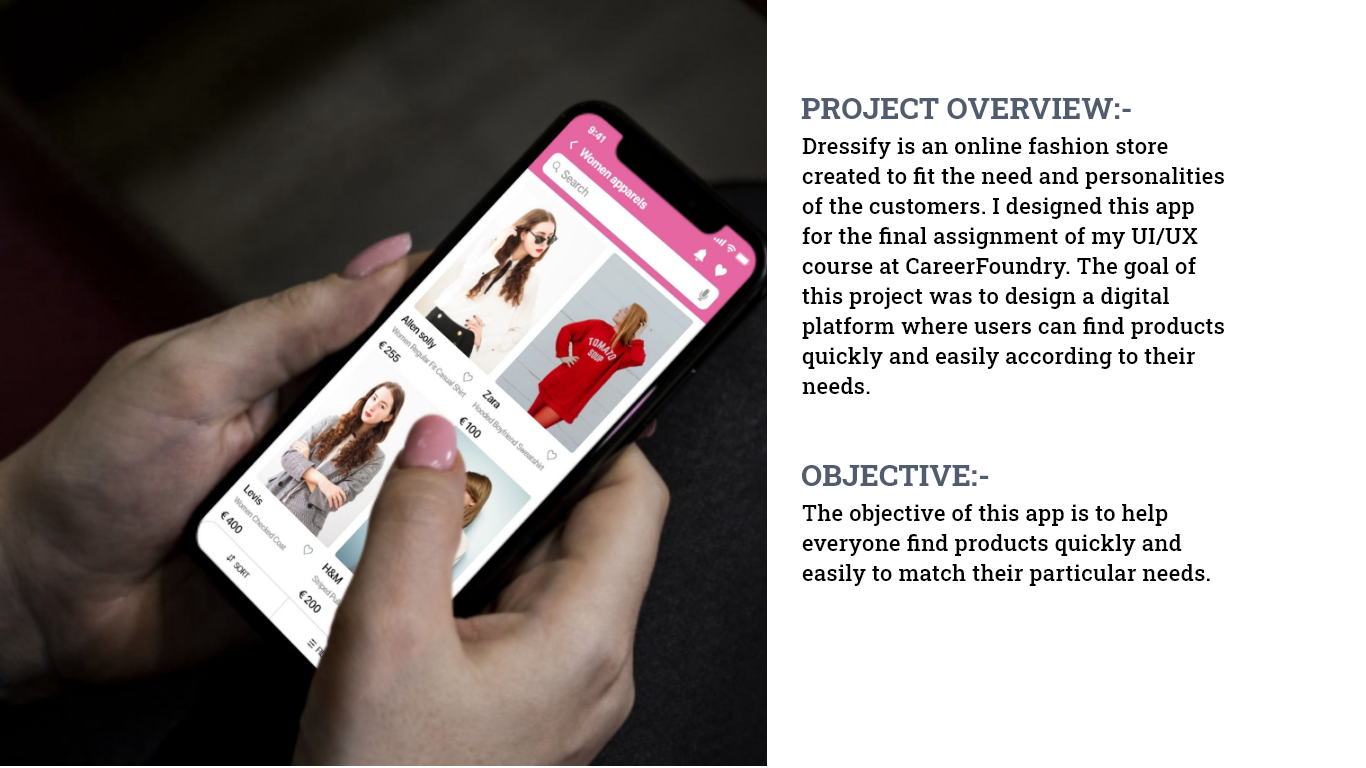 9:41
Women apparels
Search
Allen solly
Women Regular Fit Casual Shirt
€ 255
TOMATO
SOUP
Zara
Hooded Boyfriend Sweatshirt
€ 100
Levis
Women Checked Coat
€ 400
H&M
Striped
€ 200
SORT
PROJECT OVERVIEW:-
Dressify is an online fashion store
created to fit the need and personalities
of the customers. I designed this app
for the final assignment of my UI/UX
course at CareerFoundry. The goal of
this project was to design a digital
platform where users can find products
quickly and easily according to their
needs.
OBJECTIVE:-
The objective of this app is to help
everyone find products quickly and
easily to match their particular needs.